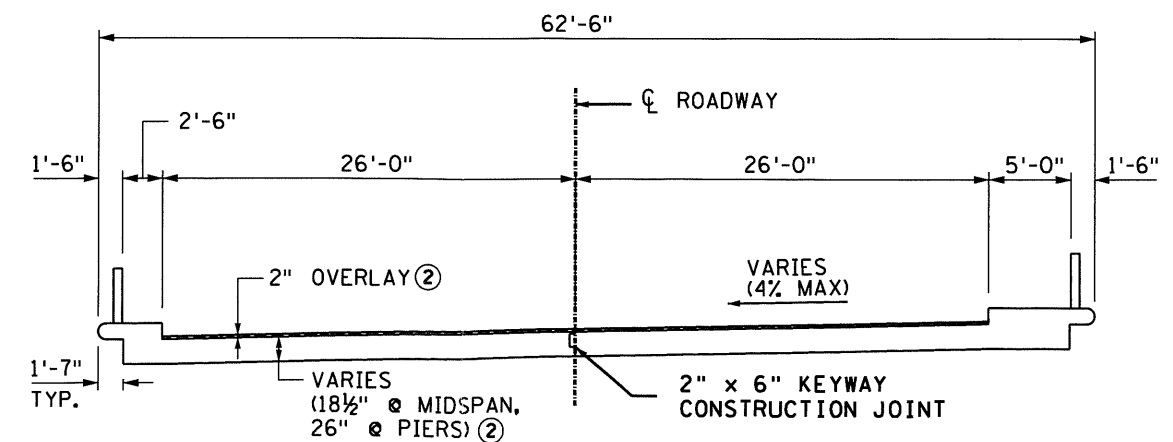 62'-6"
℄ ROADWAY
2'-6"
1'-6"
26'-0"
26'-0"
5'-0"
1'-6"
2" OVERLAY ②
VARIES
(4% MAX)
1'-7"
TYP.
VARIES
(18½" @ MIDSPAN,
26" @ PIERS) ②
2" x 6" KEYWAY
CONSTRUCTION JOINT